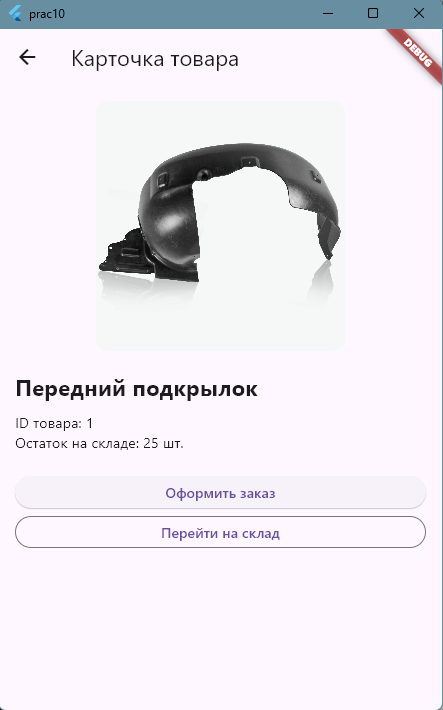 prac10
DEBUG
Карточка товара
Передний подкрылок
ID товара: 1
Остаток на складе: 25 шт.
Оформить заказ
Перейти на склад